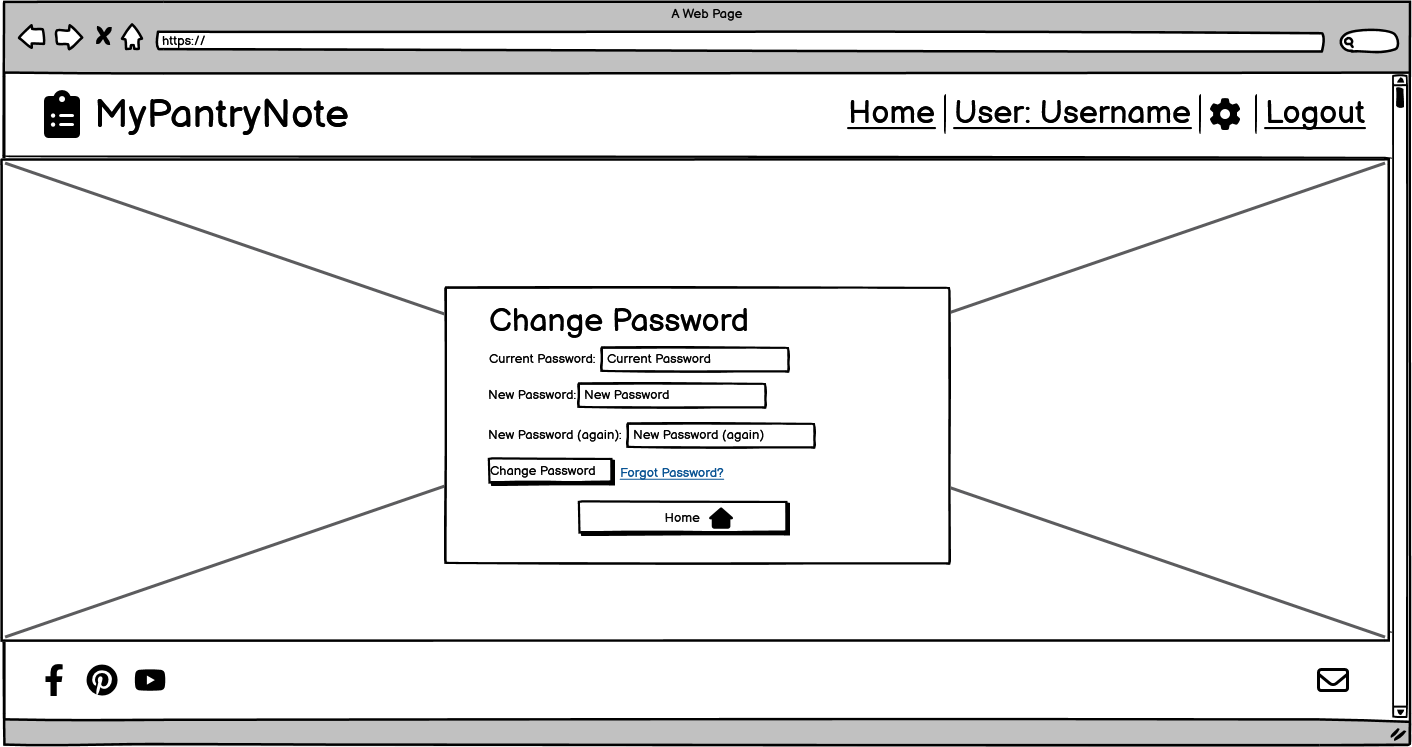 A Web Page
https://
MyPantryNote
Home User: Username Logout
Change Password
Current Password: Current Password
New Password: New Password
New Password (again): New Password (again)
Change Password Forgot Password?
Home